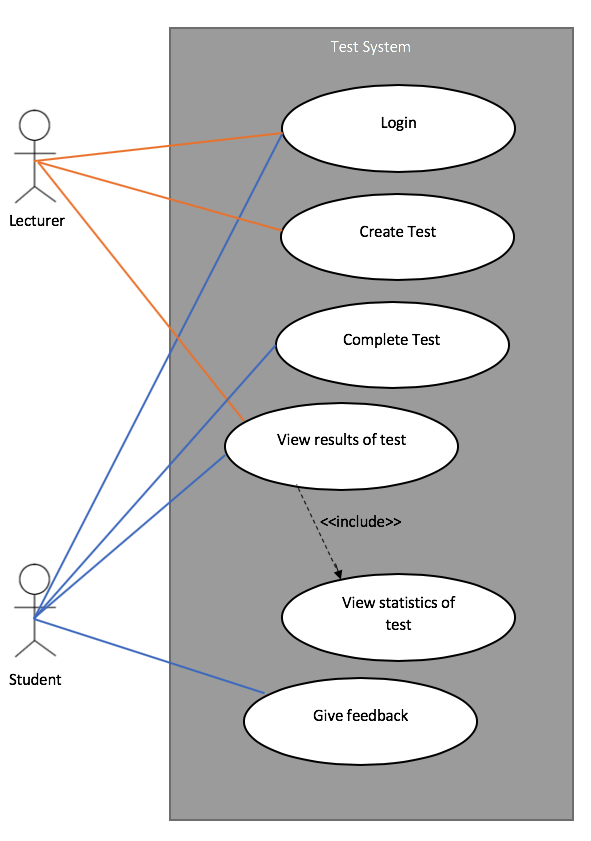 Test System
Login
Lecturer
Create Test
Complete Test
View results of test
<<include>>
View statistics of
test
Student
Give feedback